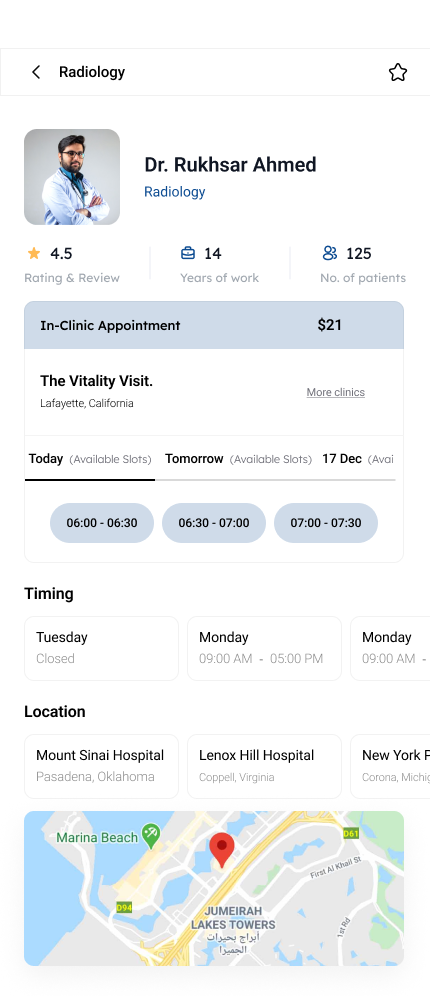 Radiology
Dr. Rukhsar Ahmed
Radiology
4.5
Rating & Review
14
Years of work
125
No. of patients
In-Clinic Appointment $21
The Vitality Visit.
Lafayette, California
More clinics
Today (Available Slots) Tomorrow (Available Slots) 17 Dec (Avai
06:00 - 06:30 06:30 - 07:00 07:00 - 07:30
Timing
Tuesday
Closed
Monday
09:00 AM - 05:00 PM
Monday
09:00 AM -
Location
Mount Sinai Hospital
Pasadena, Oklahoma
Lenox Hill Hospital
Coppell, Virginia
New York
Corona,
Marina Beach
D61
First Al Khail St
D94
JUMEIRAH
LAKES TOWERS
أبراج بحيرات
الجميرا
1st Rd